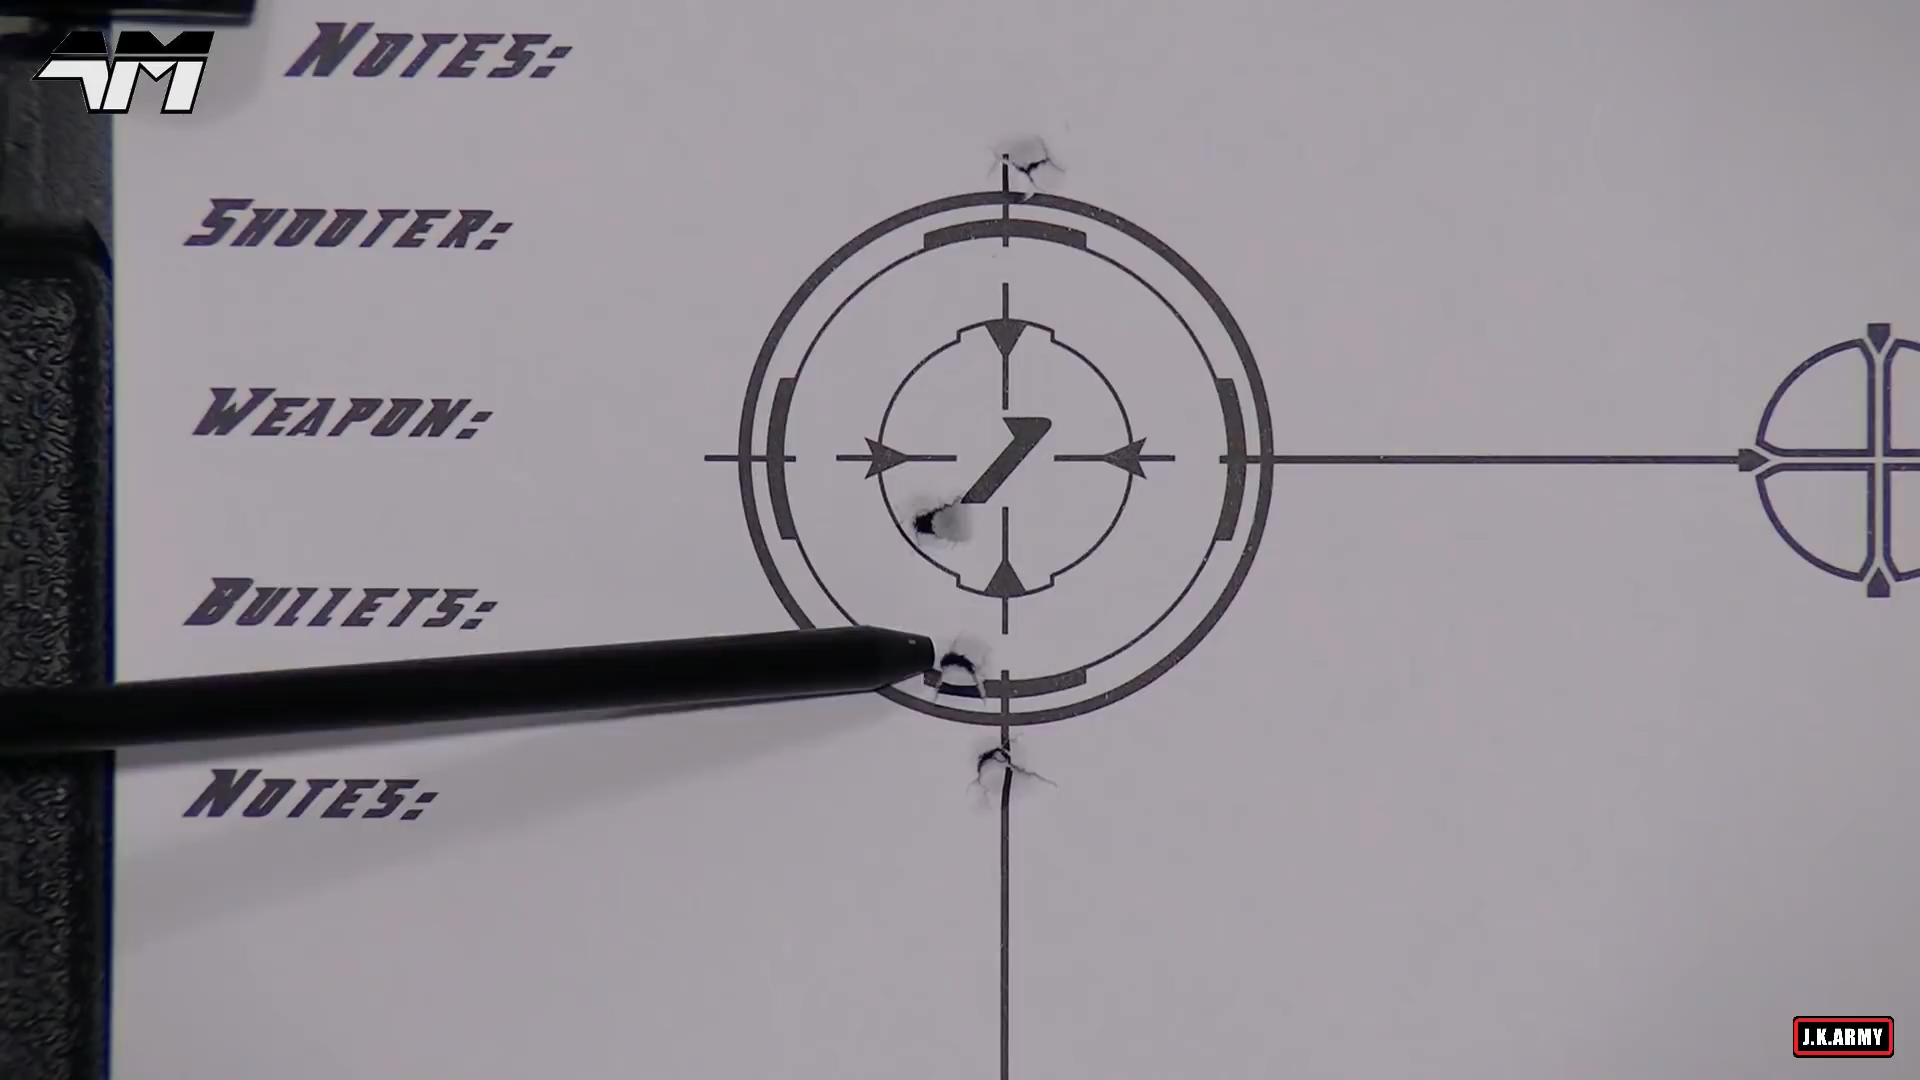 AM
NOTES:
SHOOTER:
WEAPON:
BULLETS:
NOTES:
J.K.ARMY